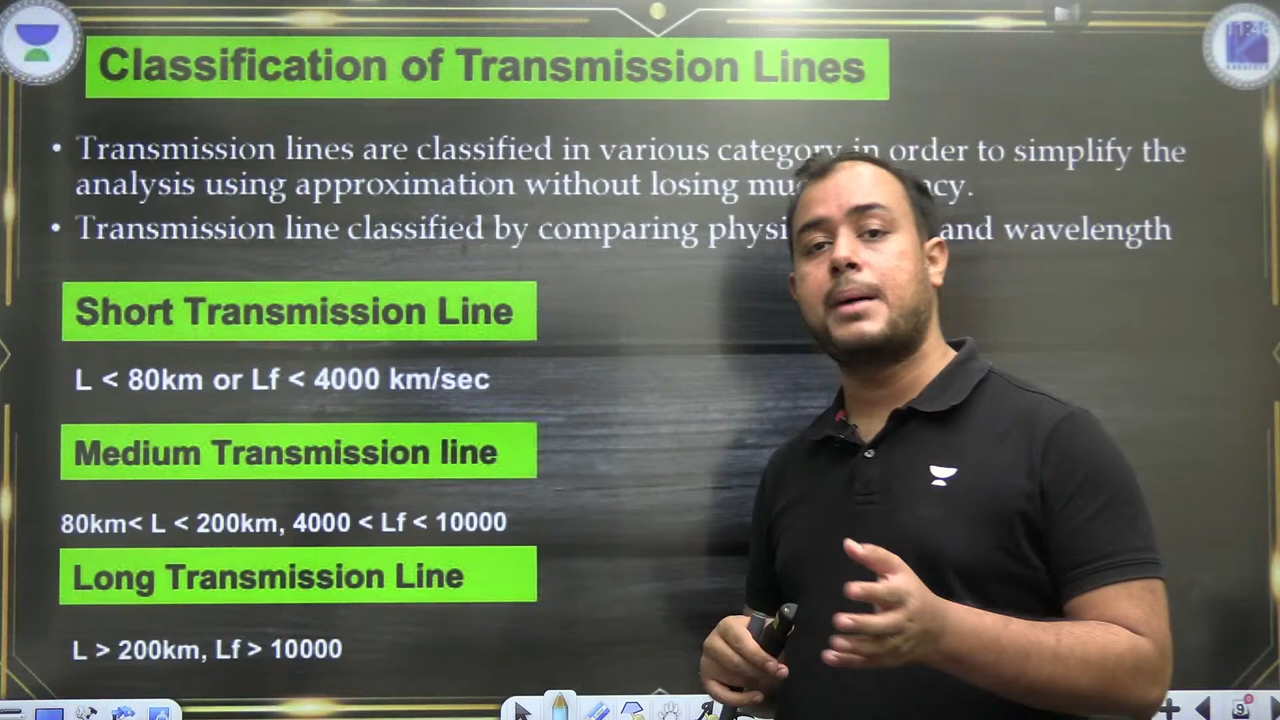 Classification of Transmission Lines
• Transmission lines are classified in various category in order to simplify the
analysis using approximation without losing cy.
• Transmission line classified by comparing and wavelength
Short Transmission Line
L < 80km or Lf < 4000 km/sec
Medium Transmission line
80km< L < 200km, 4000 < Lf < 10000
Long Transmission Line
L > 200km, Lf > 10000
9